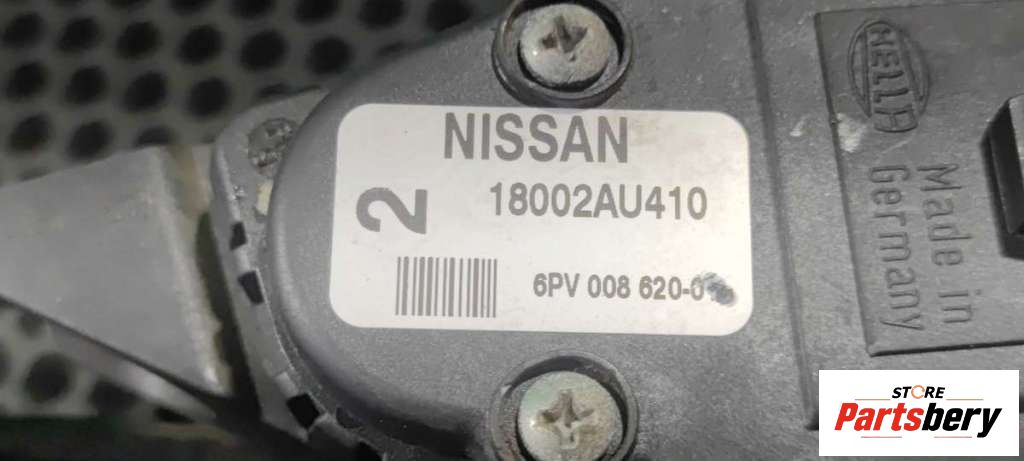 NISSAN
2
18002AU410
6PV 008 620-0
HELLA
Made in
Germany
STORE
Partsbery